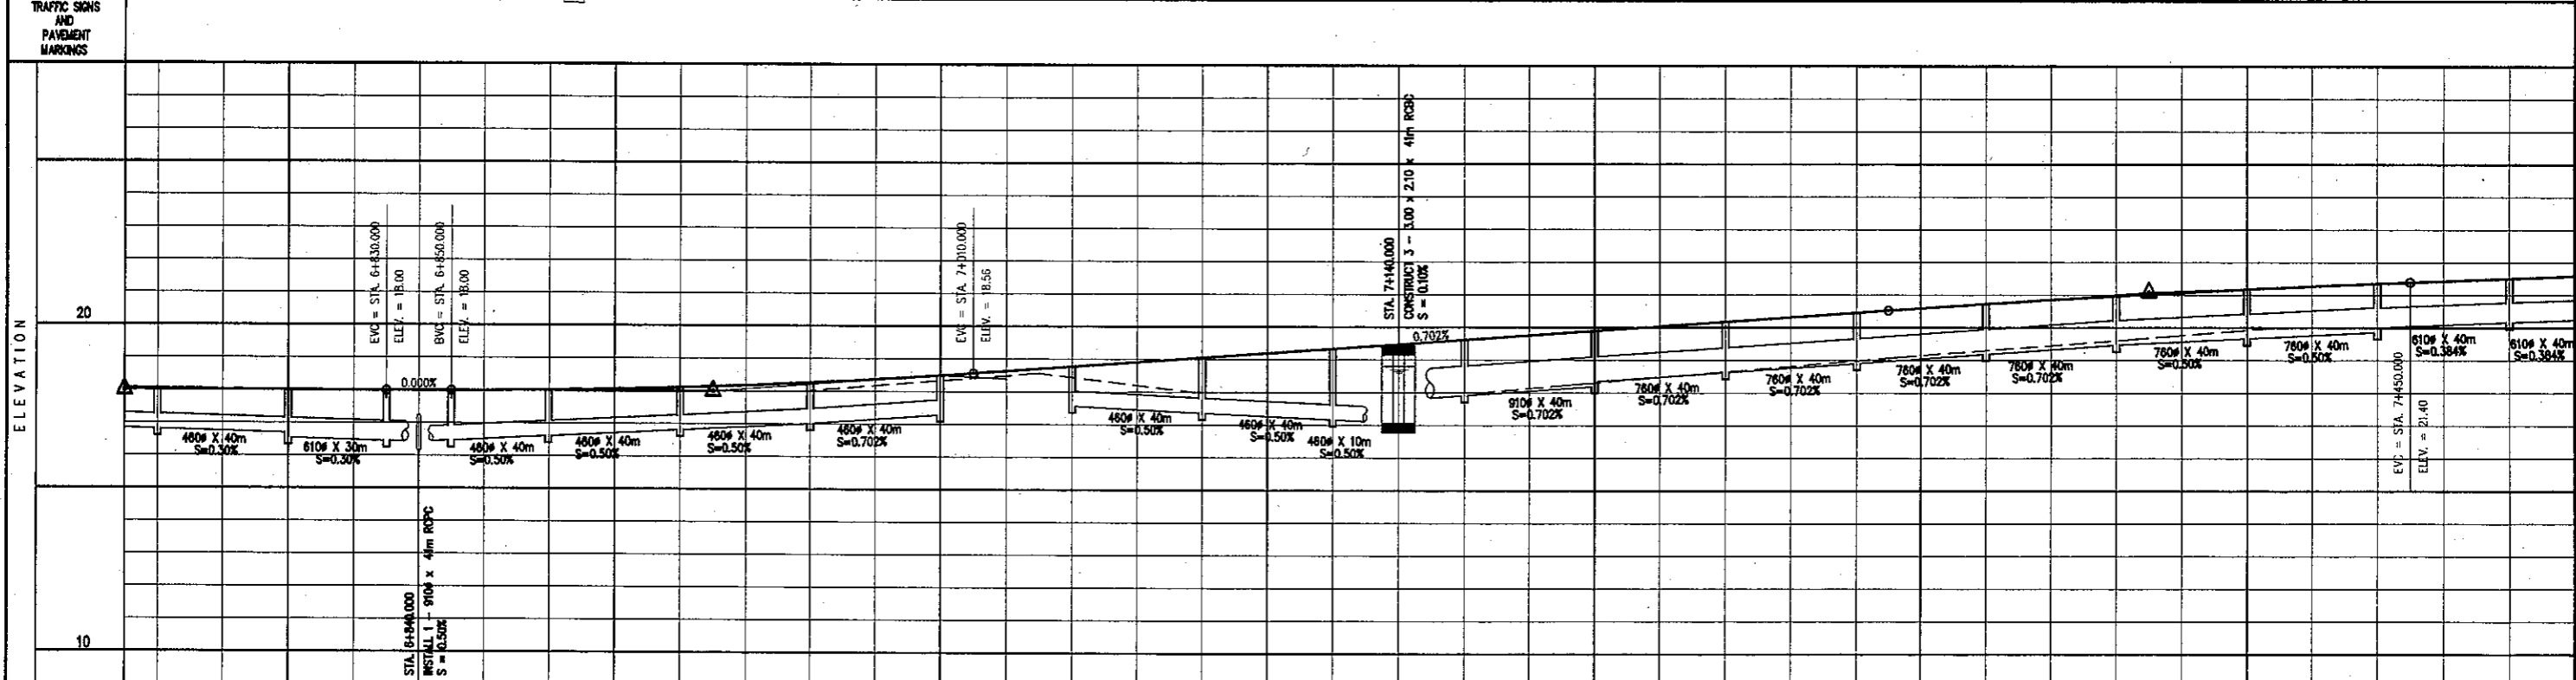 TRAFFIC SIGNS
AND
PAVEMENT
MARKINGS
ELEVATION
20
10
EVC = STA. 6+830.000
ELEV. = 18.00
BVC = STA. 6+850.000
ELEV. = 18.00
0.000%
EVC = STA. 7+010.000
ELEV. = 18.56
STA. 7+140.000
CONSTRUCT 3 - 3.00 x 2.10 x 41m RCBC
S = 0.10%
0.702%
EVC = STA. 7+450.000
ELEV. = 21.40
STA. 6+840.000
INSTALL 1 - 910ø x 41m RCPC
S = 0.50%
460ø X 40m
S=0.30%
610ø X 30m
S=0.30%
460ø X 40m
S=0.50%
460ø X 40m
S=0.50%
460ø X 40m
S=0.50%
460ø X 40m
S=0.702%
460ø X 40m
S=0.50%
460ø X 40m
S=0.50%
460ø X 10m
S=0.50%
910ø X 40m
S=0.702%
760ø X 40m
S=0.702%
760ø X 40m
S=0.702%
760ø X 40m
S=0.702%
760ø X 40m
S=0.702%
760ø X 40m
S=0.50%
760ø X 40m
S=0.50%
610ø X 40m
S=0.384%
610ø X 40m
S=0.384%